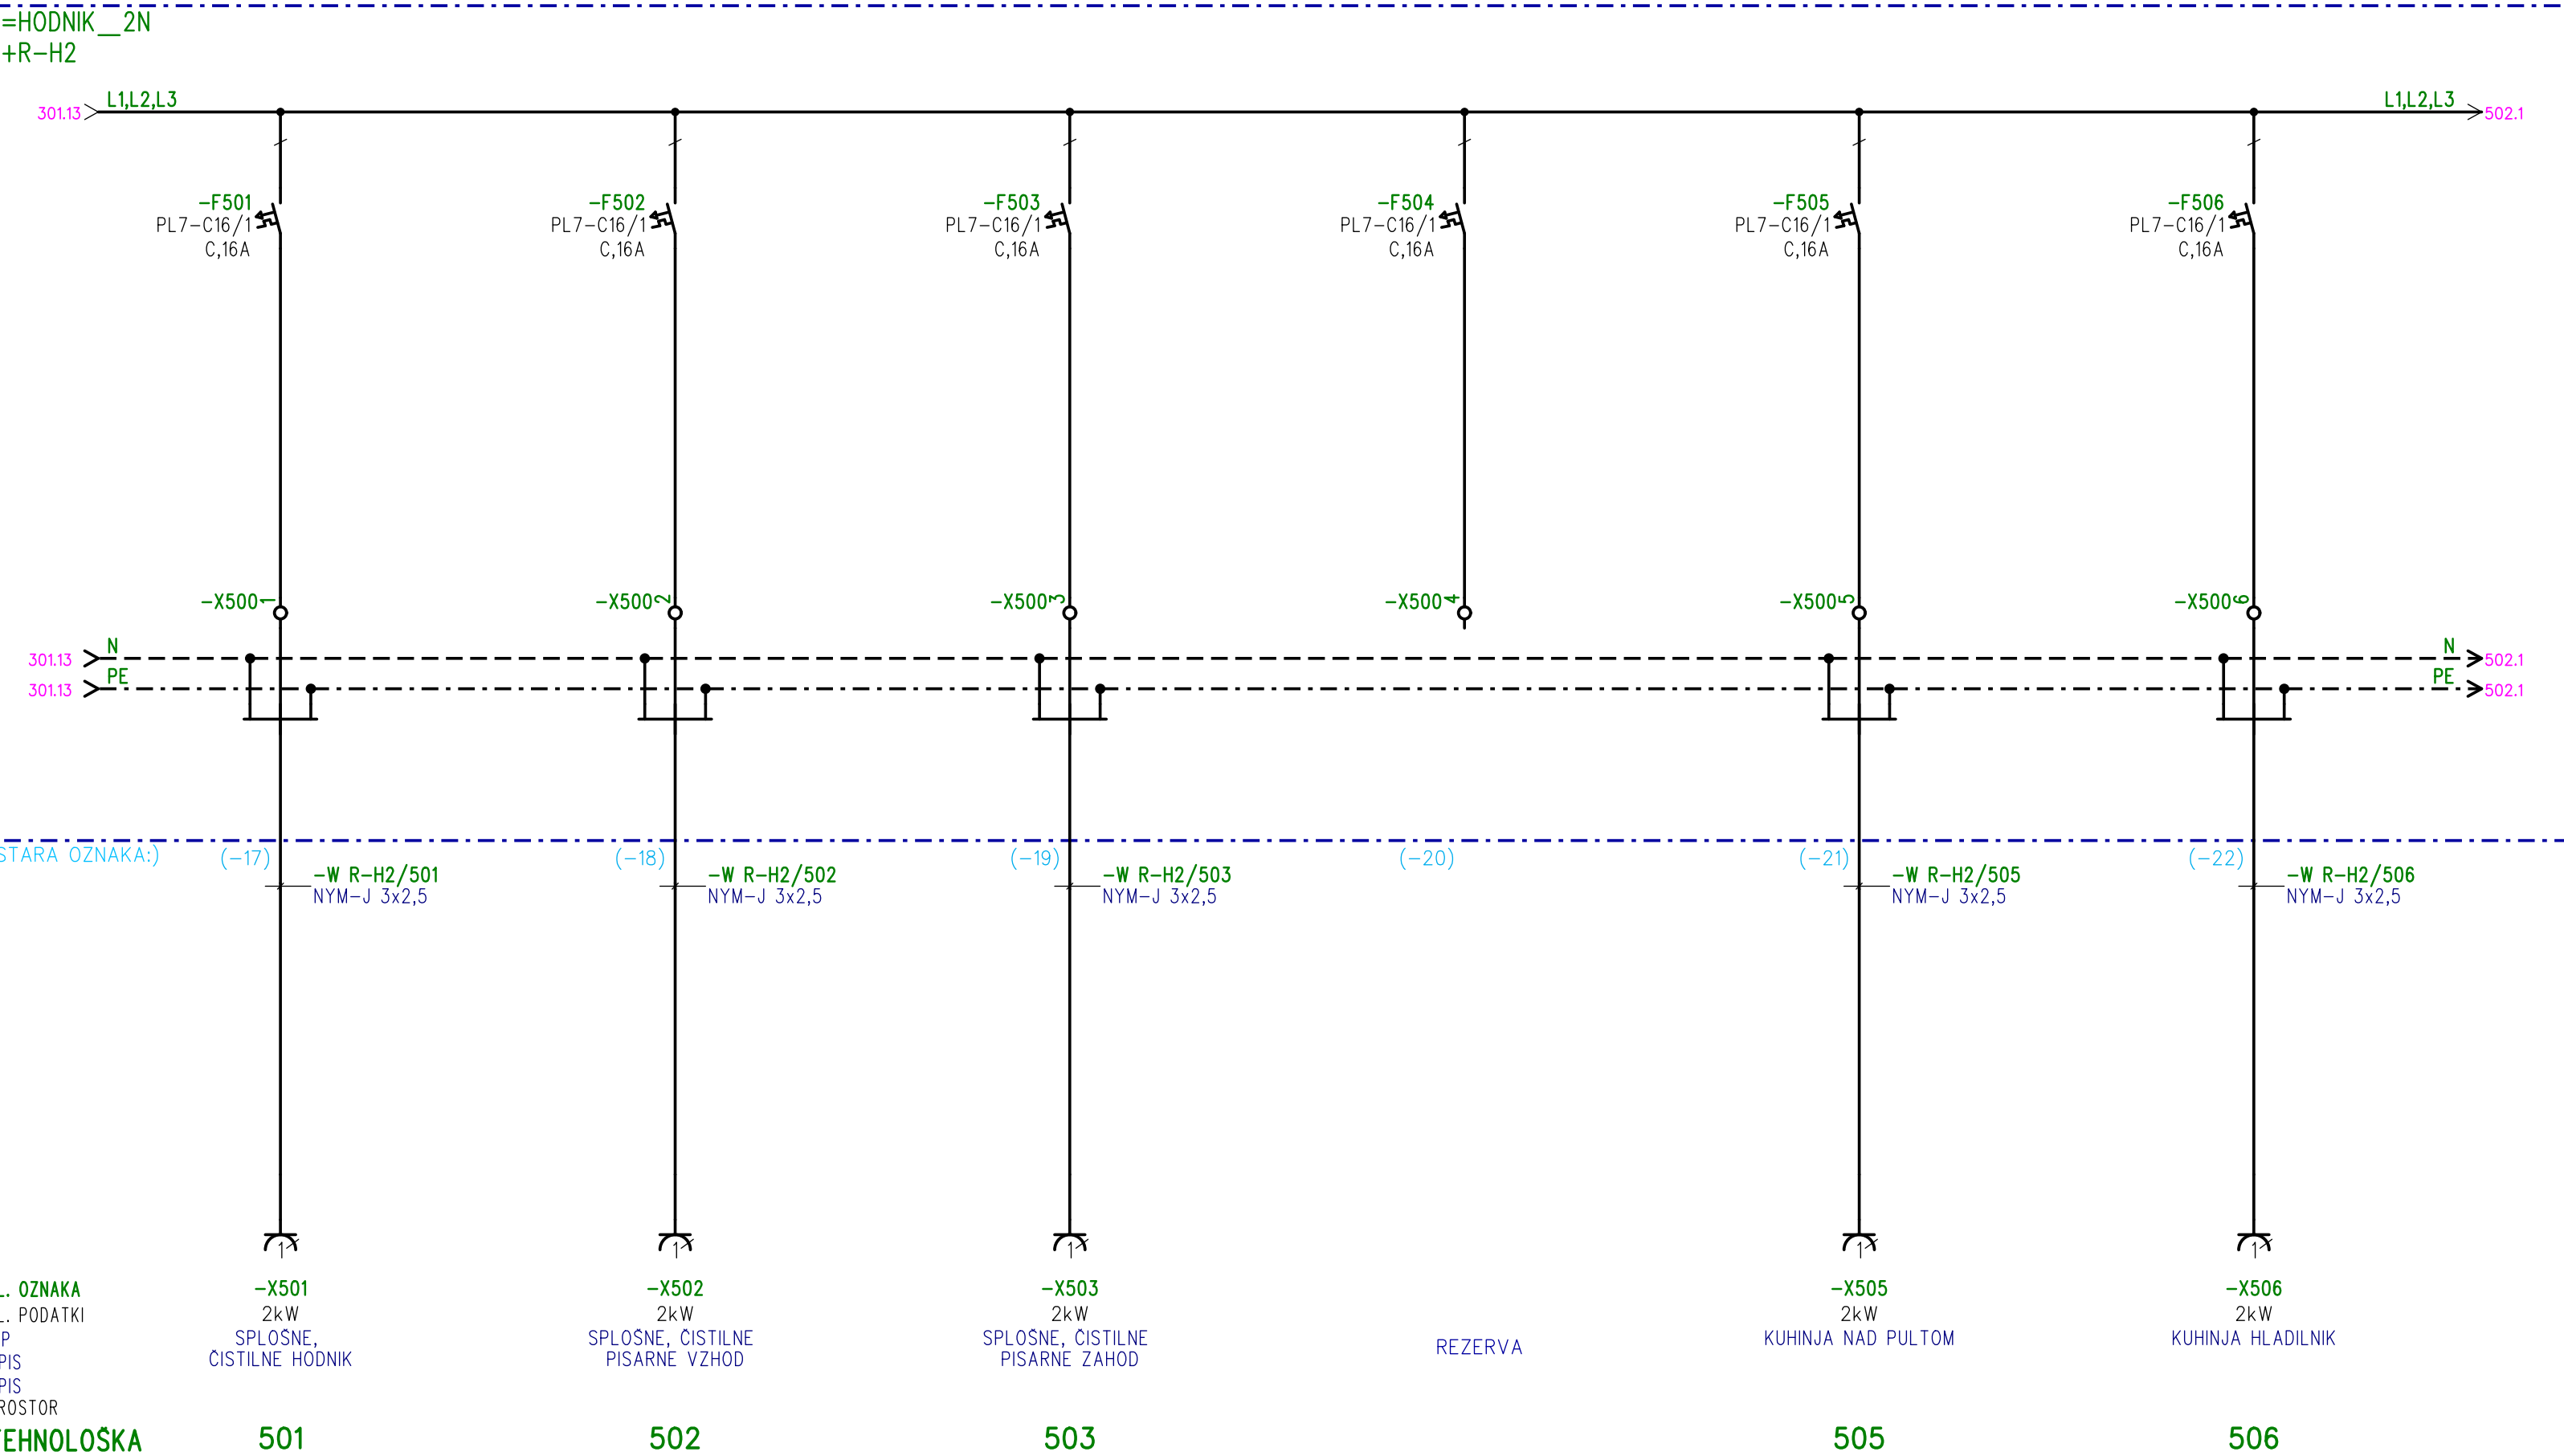 =HODNIK__2N
+R-H2
301.13 L1,L2,L3 L1,L2,L3 502.1
-F501 -F502 -F503 -F504 -F505 -F506
PL7-C16/1 PL7-C16/1 PL7-C16/1 PL7-C16/1 PL7-C16/1 PL7-C16/1
C,16A C,16A C,16A C,16A C,16A C,16A
-X500 1 -X500 2 -X500 3 -X500 4 -X500 5 -X500 6
301.13 N N 502.1
301.13 PE PE 502.1
STARA OZNAKA:) (-17) (-18) (-19) (-20) (-21) (-22)
-W R-H2/501 -W R-H2/502 -W R-H2/503 -W R-H2/505 -W R-H2/506
NYM-J 3x2,5 NYM-J 3x2,5 NYM-J 3x2,5 NYM-J 3x2,5 NYM-J 3x2,5
1 1 1 1 1
L. OZNAKA -X501 -X502 -X503 -X505 -X506
L. PODATKI 2kW 2kW 2kW 2kW 2kW
P SPLOŠNE, SPLOŠNE, ČISTILNE SPLOŠNE, ČISTILNE REZERVA KUHINJA NAD PULTOM KUHINJA HLADILNIK
PIS ČISTILNE HODNIK PISARNE VZHOD PISARNE ZAHOD
PIS
ROSTOR
TEHNOLOŠKA 501 502 503 505 506